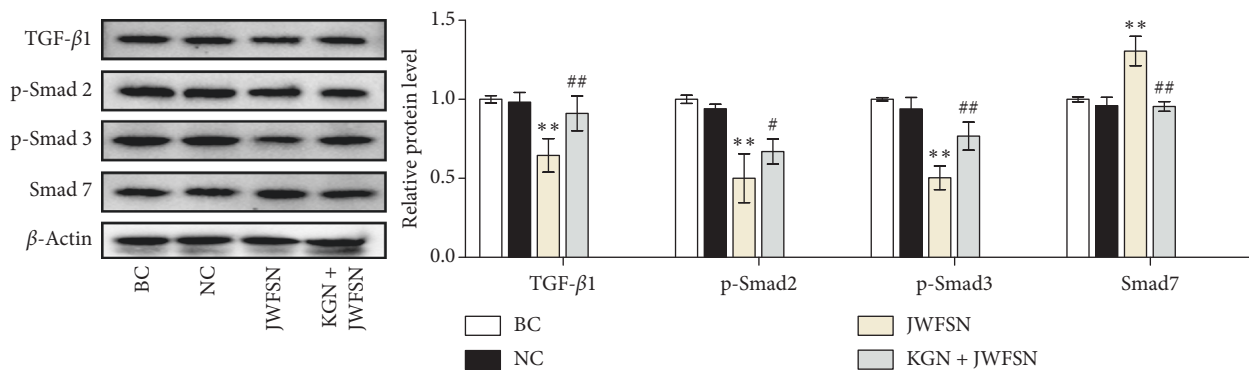 TGF-β1
p-Smad 2
p-Smad 3
Smad 7
β-Actin
BC
NC
JWFSN
KGN +
JWFSN
Relative protein level
1.5
1.0
0.5
0.0
**
##
**
#
**
##
**
##
TGF-β1
p-Smad2
p-Smad3
Smad7
BC
NC
JWFSN
KGN + JWFSN